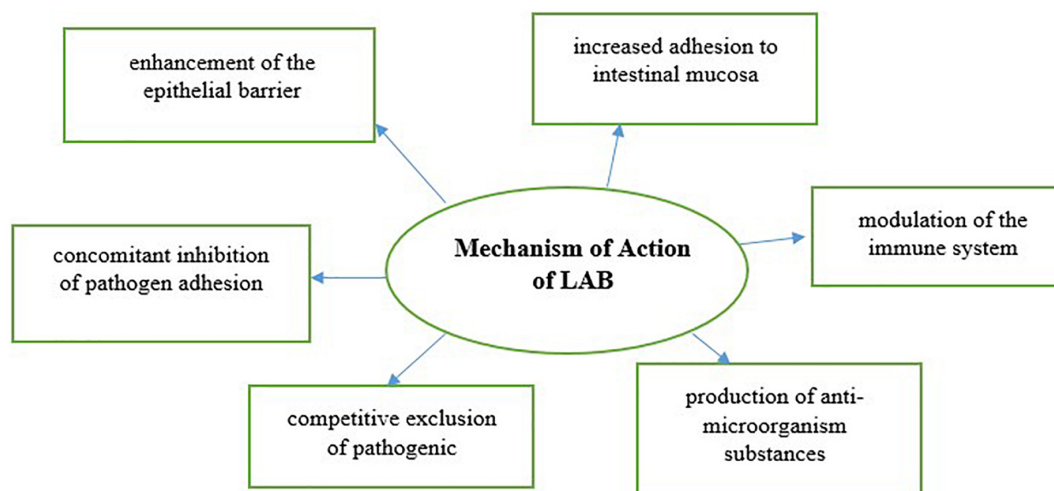 enhancement of the
epithelial barrier
increased adhesion to
intestinal mucosa
concomitant inhibition
of pathogen adhesion
Mechanism of Action
of LAB
modulation of the
immune system
competitive exclusion
of pathogenic
production of anti-
microorganism
substances